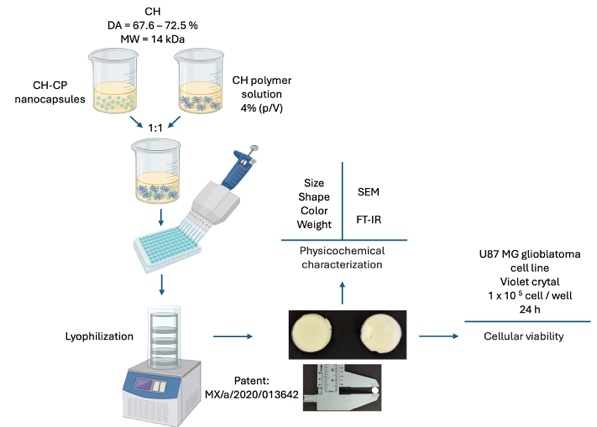 CH
DA = 67.6 – 72.5 %
MW = 14 kDa
CH-CP
nanocapsules
CH polymer
solution
4% (p/V)
1:1
Size
Shape
Color
Weight
SEM
FT-IR
Physicochemical
characterization
U87 MG glioblatoma
cell line
Violet crytal
1 x 10 5 cell / well
24 h
Cellular viability
Lyophilization
Patent:
MX/a/2020/013642